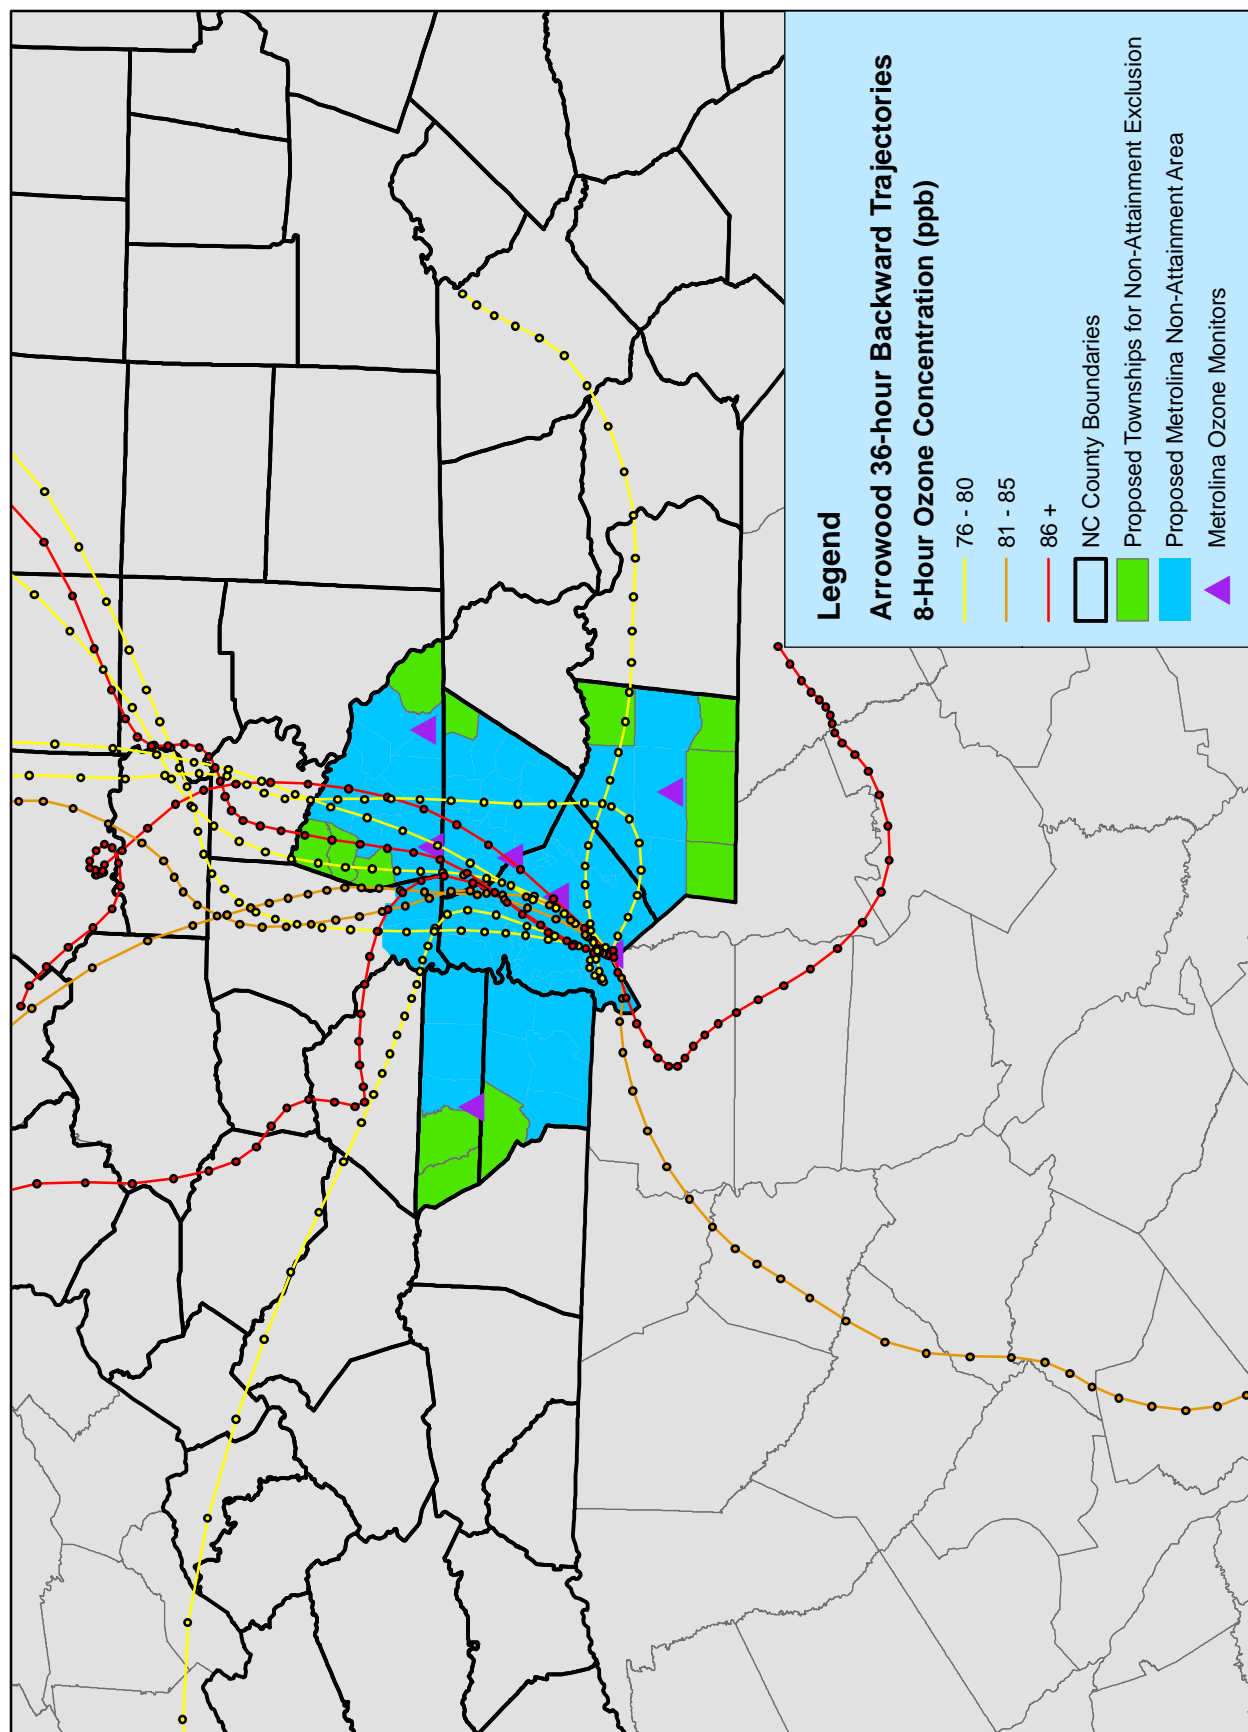 Legend
Arrowood 36-hour Backward Trajectories
8-Hour Ozone Concentration (ppb)
76 - 80
81 - 85
86 +
NC County Boundaries
Proposed Townships for Non-Attainment Exclusion
Proposed Metrolina Non-Attainment Area
Metrolina Ozone Monitors